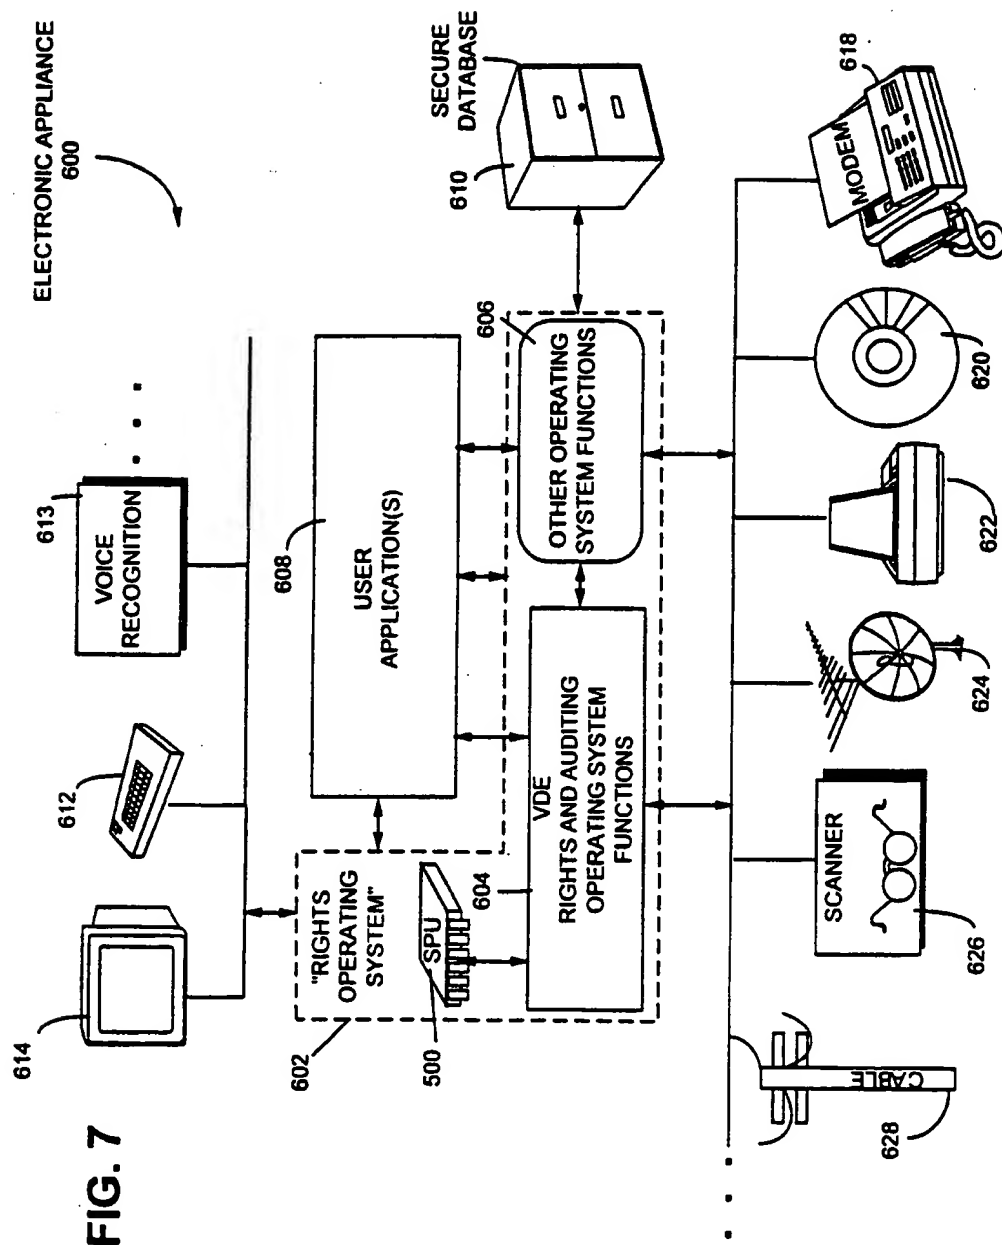 FIG. 7
ELECTRONIC APPLIANCE
600
614
612
613
VOICE
RECOGNITION
602
"RIGHTS
OPERATING
SYSTEM"
608
USER
APPLICATION(S)
500
SPU
604
VDE
RIGHTS AND AUDITING
OPERATING SYSTEM
FUNCTIONS
606
OTHER OPERATING
SYSTEM FUNCTIONS
610
SECURE
DATABASE
628
CABLE
626
SCANNER
624
622
620
MODEM
618